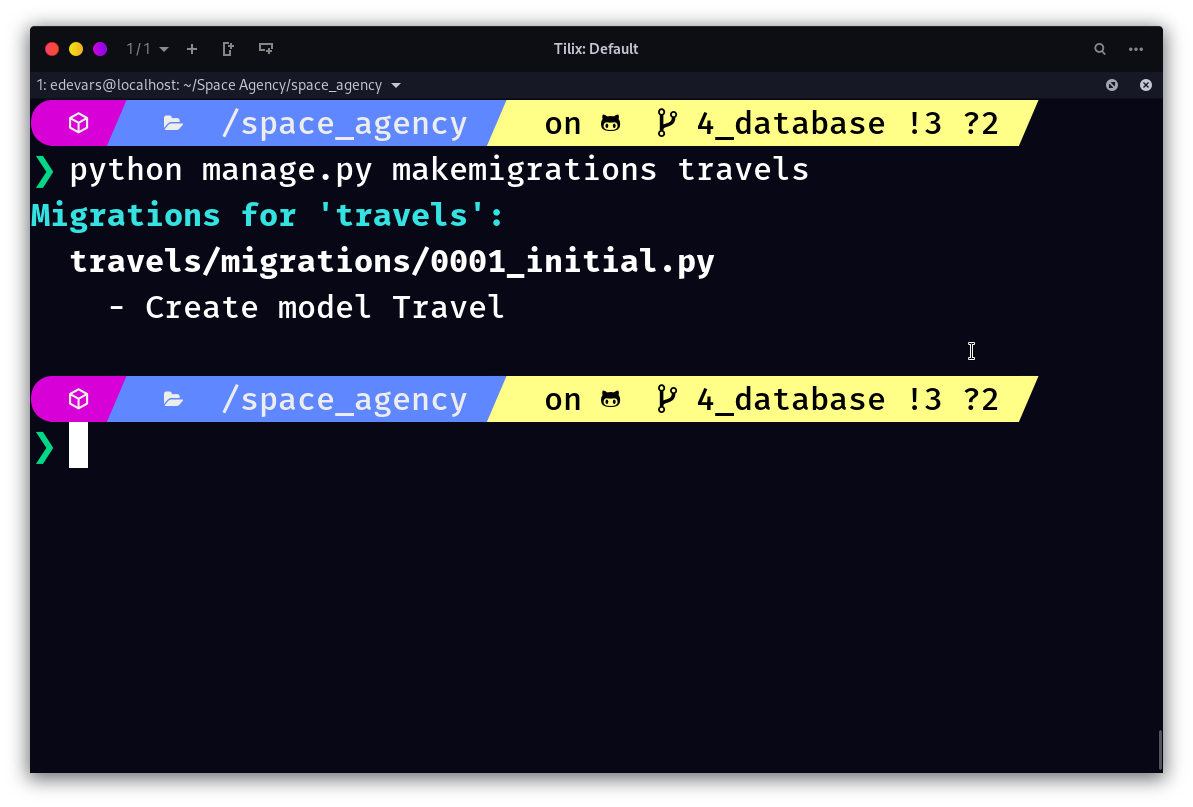 1/1
Tilix: Default
1: edevars@localhost: ~/Space Agency/space_agency
/space_agency on 4_database !3 ?2
❯ python manage.py makemigrations travels
Migrations for 'travels':
travels/migrations/0001_initial.py
- Create model Travel
/space_agency on 4_database !3 ?2
❯